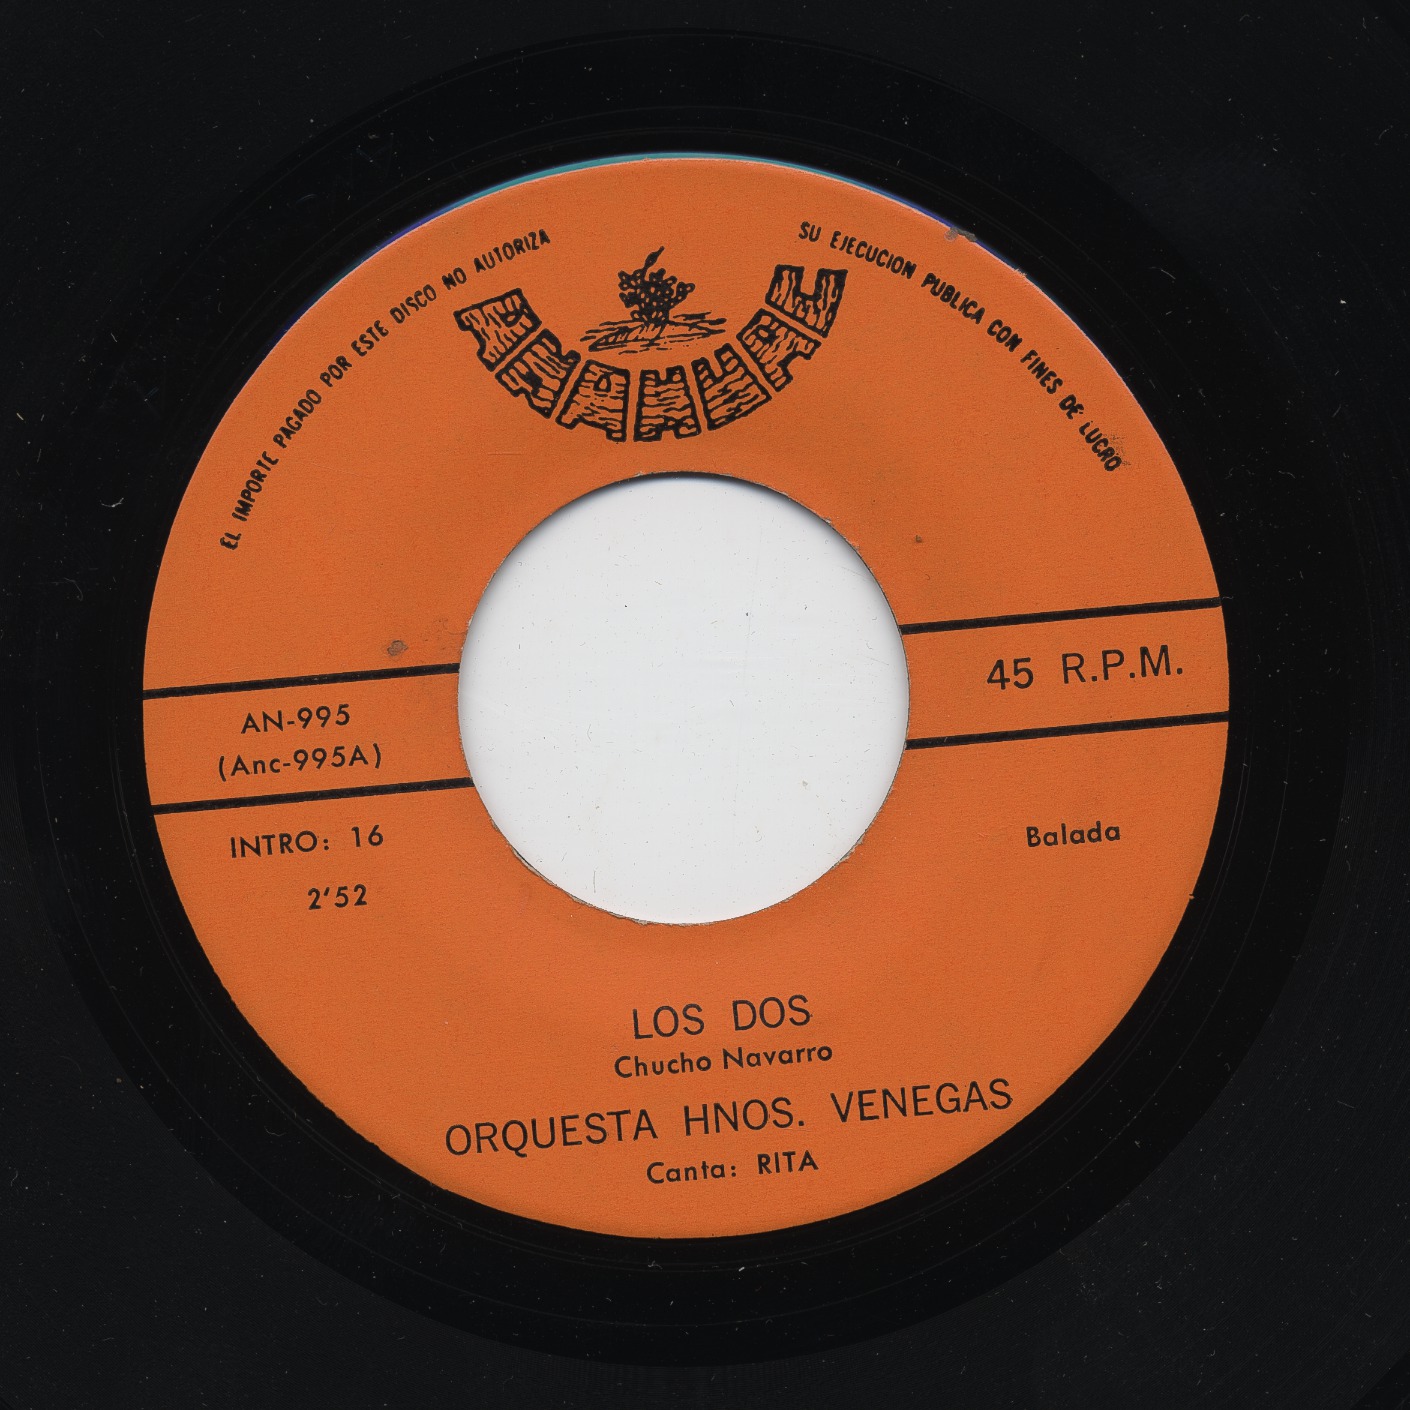 EL IMPORTE PAGADO POR ESTE DISCO NO AUTORIZA
SU EJECUCION PUBLICA CON FINES DE LUCRO
ANAHUAC
45 R.P.M.
AN-995
(Anc-995A)
INTRO: 16
2'52
Balada
LOS DOS
Chucho Navarro
ORQUESTA HNOS. VENEGAS
Canta: RITA